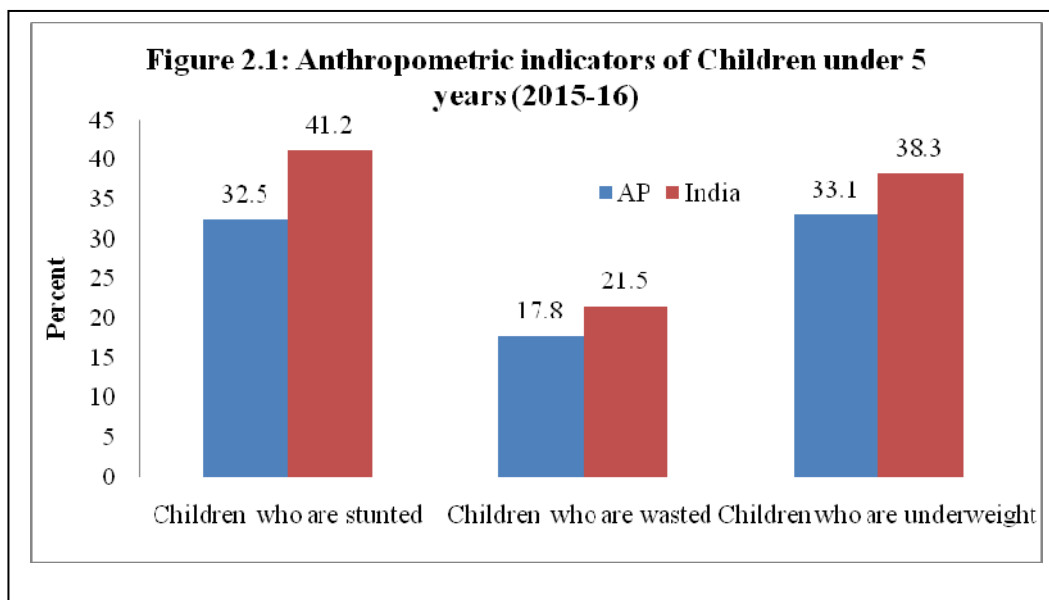 Figure 2.1: Anthropometric indicators of Children under 5
years (2015-16)
Percent
45
40
35
30
25
20
15
10
5
0
32.5
41.2
17.8
21.5
33.1
38.3
AP
India
Children who are stunted
Children who are wasted
Children who are underweight